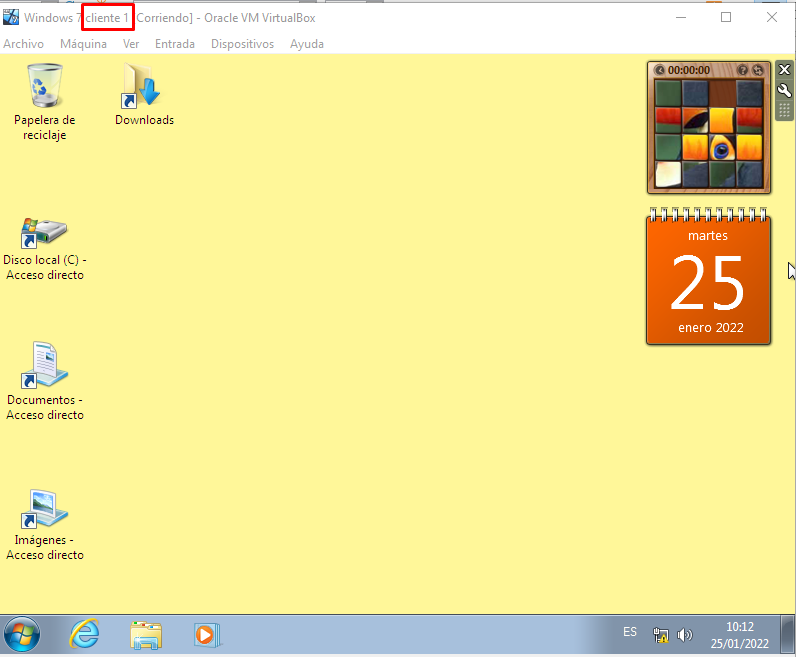 Windows 7 cliente 1 [Corriendo] - Oracle VM VirtualBox
Archivo Máquina Ver Entrada Dispositivos Ayuda
Papelera de
reciclaje
Downloads
00:00:00
Disco local (C) -
Acceso directo
martes
25
enero 2022
Documentos -
Acceso directo
Imágenes -
Acceso directo
ES
10:12
25/01/2022